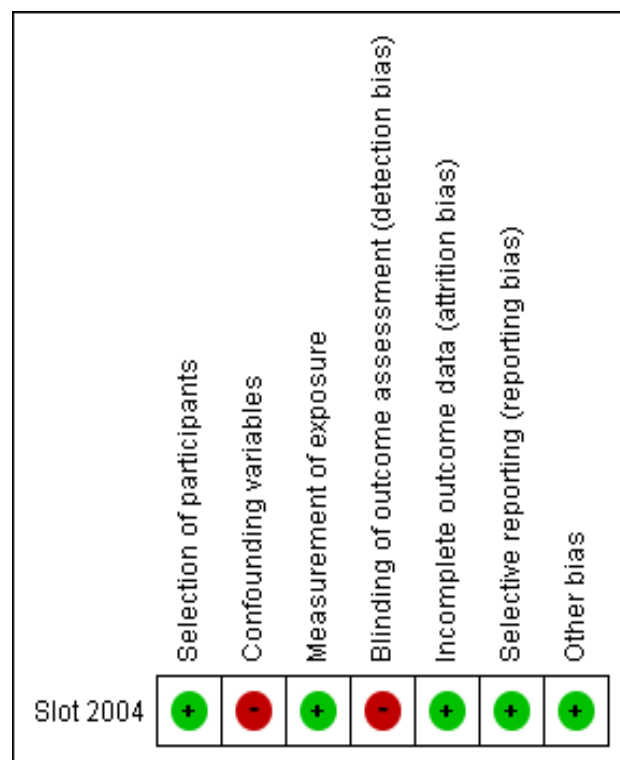 Selection of participants
Confounding variables
Measurement of exposure
Blinding of outcome assessment (detection bias)
Incomplete outcome data (attrition bias)
Selective reporting (reporting bias)
Other bias
Slot 2004 + - + - + + +